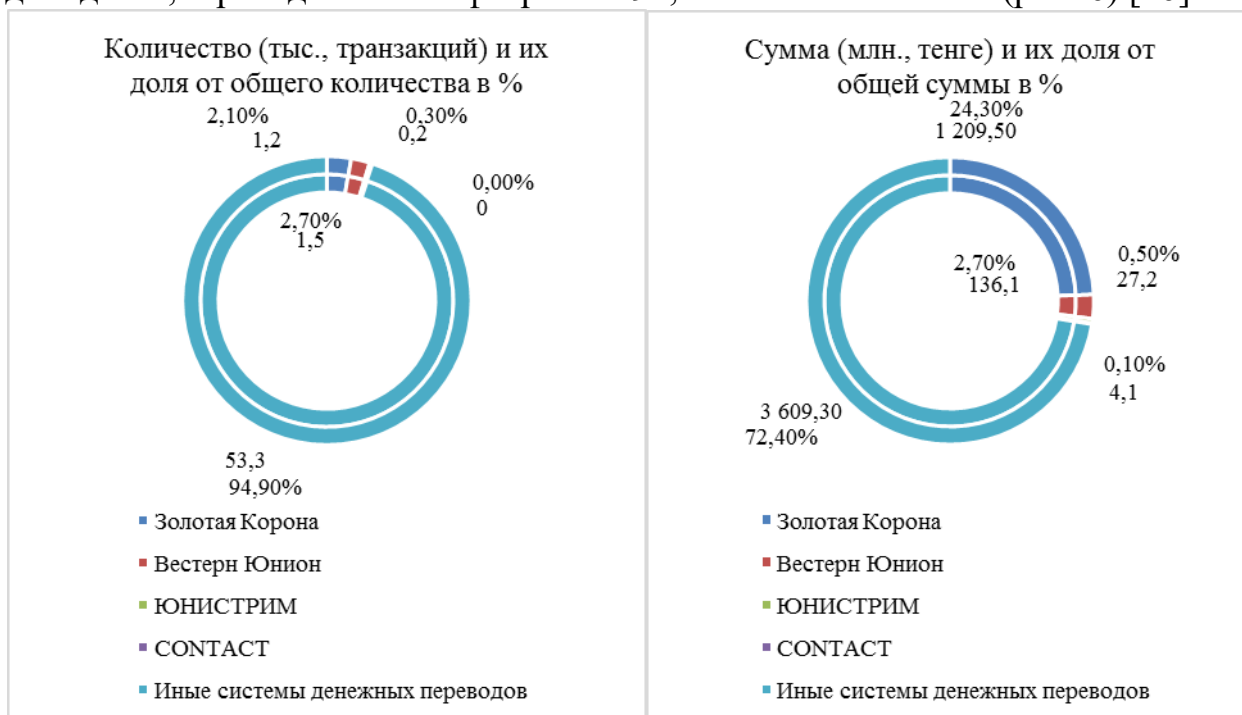 Количество (тыс., транзакций) и их
доля от общего количества в %
2,10%
1,2
0,30%
0,2
0,00%
0
2,70%
1,5
53,3
94,90%
Золотая Корона
Вестерн Юнион
ЮНИСТРИМ
CONTACT
Иные системы денежных переводов
Сумма (млн., тенге) и их доля от
общей суммы в %
24,30%
1 209,50
2,70%
136,1
0,50%
27,2
0,10%
4,1
3 609,30
72,40%
Золотая Корона
Вестерн Юнион
ЮНИСТРИМ
CONTACT
Иные системы денежных переводов